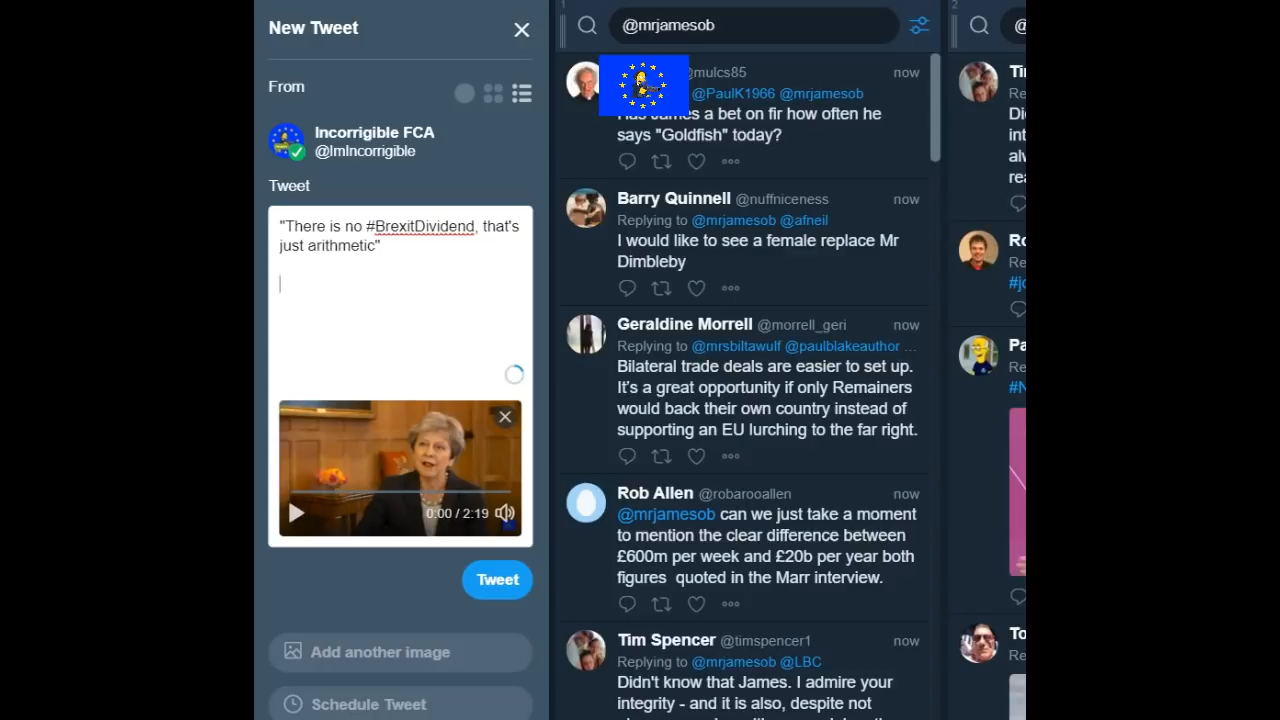 New Tweet
From
Incorrigible FCA
@ImIncorrigible
Tweet
"There is no #BrexitDividend, that's
just arithmetic"
0:00 / 2:19
Tweet
Add another image
Schedule Tweet
1
@mrjamesob
@mulcs85 now
@PaulK1966 @mrjamesob
Has James a bet on fir how often he
says "Goldfish" today?
Barry Quinnell @nuffniceness now
Replying to @mrjamesob @afneil
I would like to see a female replace Mr
Dimbleby
Geraldine Morrell @morrell_geri now
Replying to @mrsbiltawulf @paulblakeauthor ...
Bilateral trade deals are easier to set up.
It's a great opportunity if only Remainers
would back their own country instead of
supporting an EU lurching to the far right.
Rob Allen @robarooallen now
@mrjamesob can we just take a moment
to mention the clear difference between
£600m per week and £20b per year both
figures quoted in the Marr interview.
Tim Spencer @timspencer1 now
Replying to @mrjamesob @LBC
Didn't know that James. I admire your
integrity - and it is also, despite not
2
@
Re
#jo
Pa
To
Re